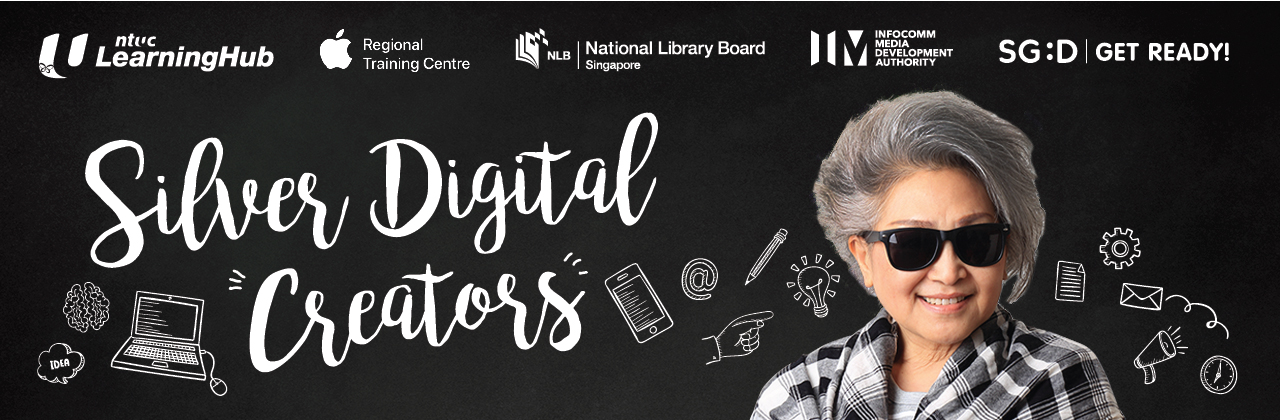 ntuc
LearningHub
Regional
Training Centre
NLB
National Library Board
Singapore
INFOCOMM
MEDIA
DEVELOPMENT
AUTHORITY
SG:D | GET READY!
Silver Digital
"Creators"
@
IDEA